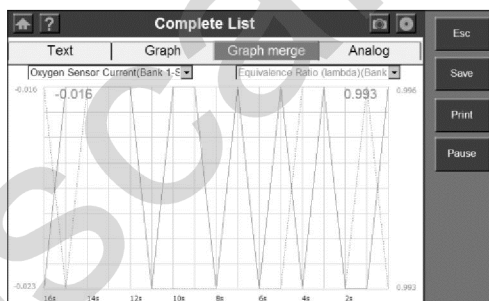 Complete List
Esc
Text Graph Graph merge Analog
Oxygen Sensor Current(Bank 1-S Equivalence Ratio (lambda)(Bank
Save
-0.016 -0.016 0.993 0.996
Print
Pause
-0.023 0.993
16s 14s 12s 10s 8s 6s 4s 2s